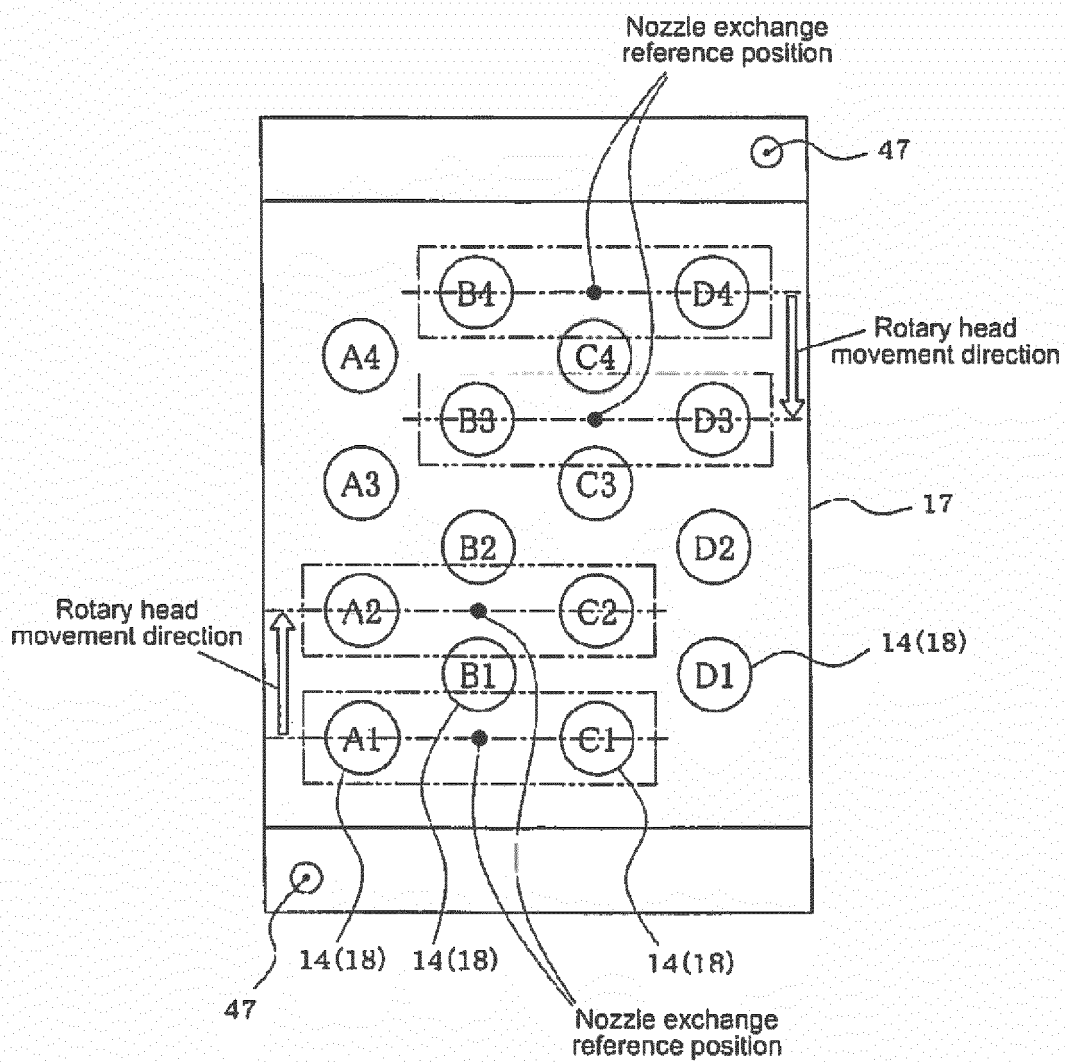 Nozzle exchange
reference position
47
B4 D4
A4 C4
Rotary head
movement direction
B3 D3
A3 C3
17
B2 D2
A2 C2
Rotary head
movement direction
14(18)
B1 D1
A1 C1
14(18) 14(18) 14(18)
47
Nozzle exchange
reference position